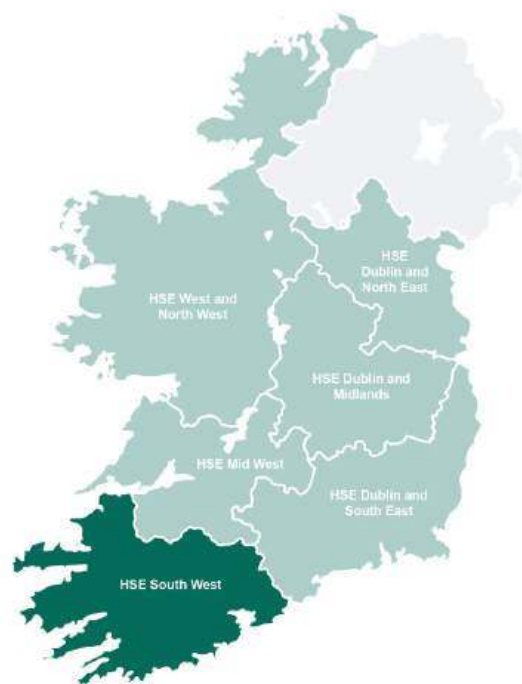 HSE
Dublin and
North East
HSE West and
North West
HSE Dublin and
Midlands
HSE Mid West
HSE Dublin and
South East
HSE South West